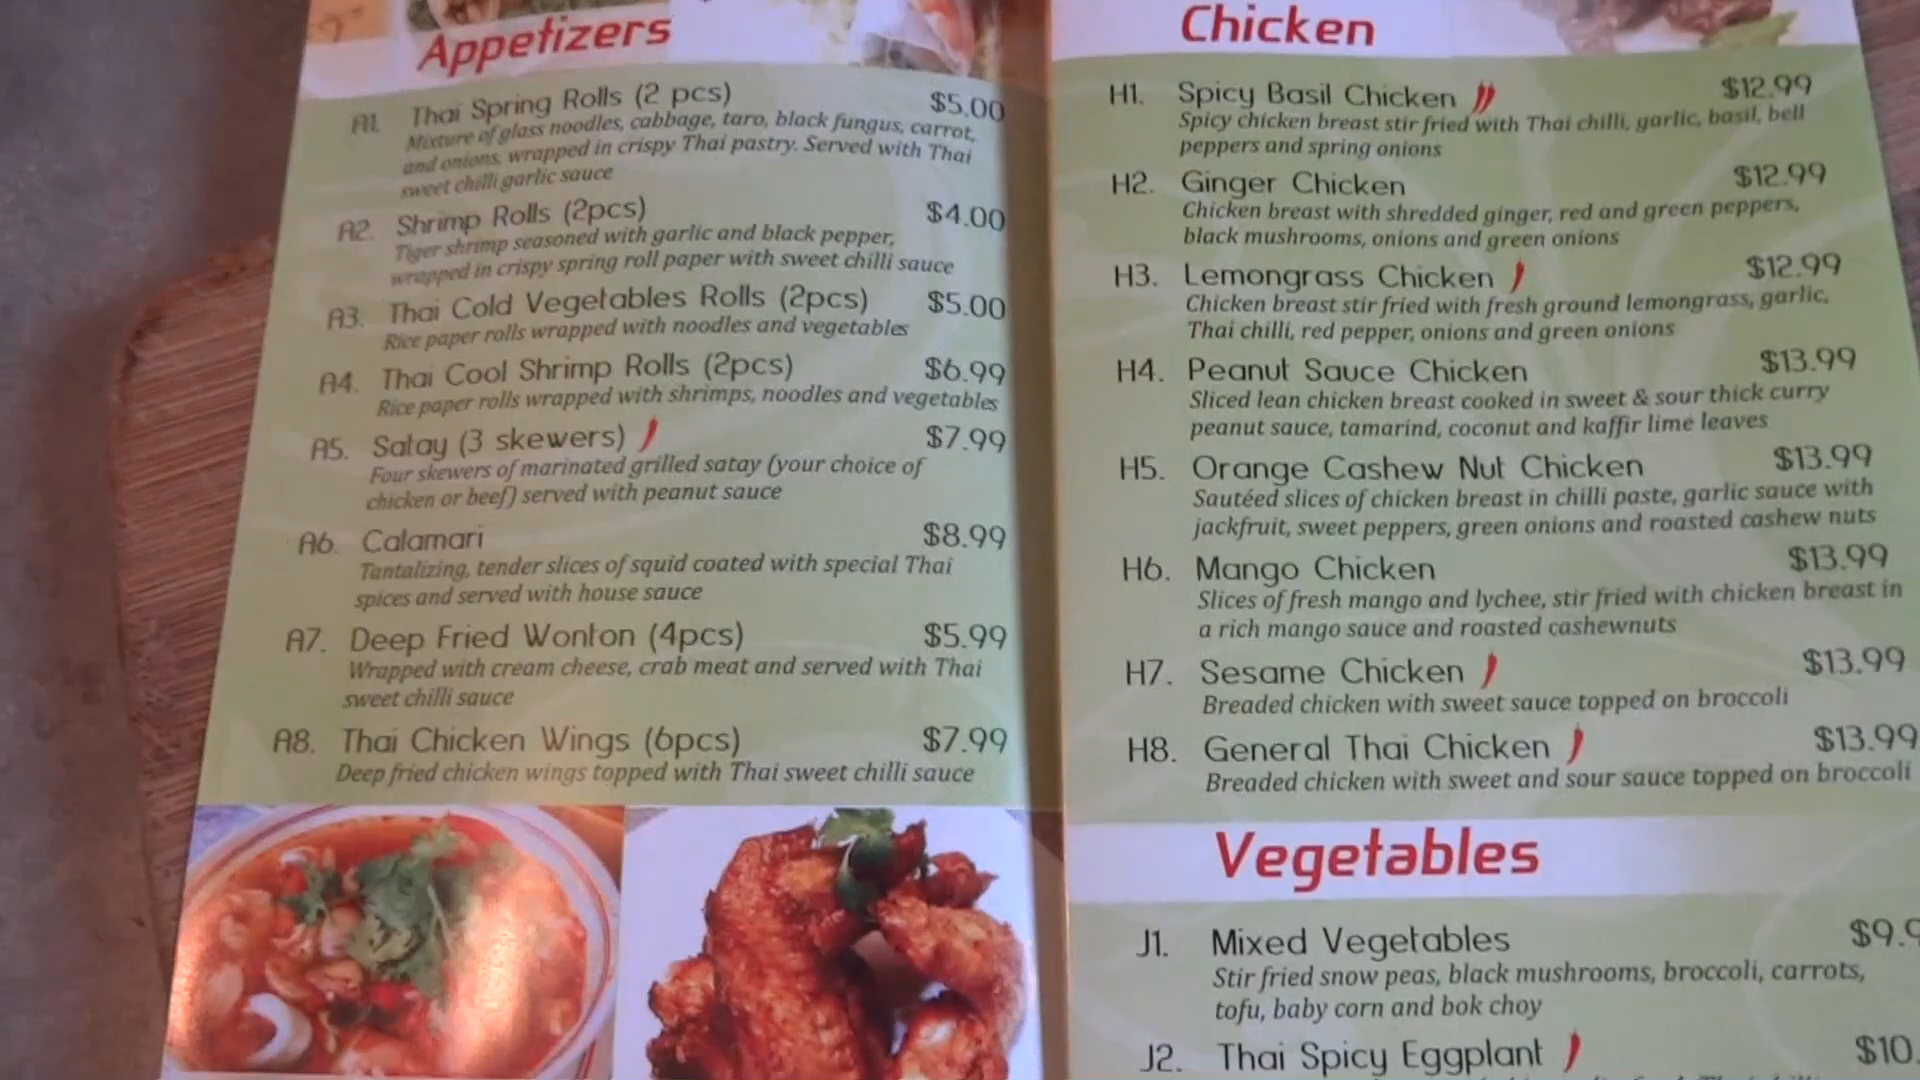 Appetizers
A1. Thai Spring Rolls (2 pcs) $5.00
Mixture of glass noodles, cabbage, taro, black fungus, carrot,
and onions, wrapped in crispy Thai pastry. Served with Thai
sweet chilli garlic sauce
A2. Shrimp Rolls (2pcs) $4.00
Tiger shrimp seasoned with garlic and black pepper,
wrapped in crispy spring roll paper with sweet chilli sauce
A3. Thai Cold Vegetables Rolls (2pcs) $5.00
Rice paper rolls wrapped with noodles and vegetables
A4. Thai Cool Shrimp Rolls (2pcs) $6.99
Rice paper rolls wrapped with shrimps, noodles and vegetables
A5. Satay (3 skewers) $7.99
Four skewers of marinated grilled satay (your choice of
chicken or beef) served with peanut sauce
A6. Calamari $8.99
Tantalizing, tender slices of squid coated with special Thai
spices and served with house sauce
A7. Deep Fried Wonton (4pcs) $5.99
Wrapped with cream cheese, crab meat and served with Thai
sweet chilli sauce
A8. Thai Chicken Wings (6pcs) $7.99
Deep fried chicken wings topped with Thai sweet chilli sauce
Chicken
H1. Spicy Basil Chicken $12.99
Spicy chicken breast stir fried with Thai chilli, garlic, basil, bell
peppers and spring onions
H2. Ginger Chicken $12.99
Chicken breast with shredded ginger, red and green peppers,
black mushrooms, onions and green onions
H3. Lemongrass Chicken $12.99
Chicken breast stir fried with fresh ground lemongrass, garlic,
Thai chilli, red pepper, onions and green onions
H4. Peanut Sauce Chicken $13.99
Sliced lean chicken breast cooked in sweet & sour thick curry
peanut sauce, tamarind, coconut and kaffir lime leaves
H5. Orange Cashew Nut Chicken $13.99
Sautéed slices of chicken breast in chilli paste, garlic sauce with
jackfruit, sweet peppers, green onions and roasted cashew nuts
H6. Mango Chicken $13.99
Slices of fresh mango and lychee, stir fried with chicken breast in
a rich mango sauce and roasted cashewnuts
H7. Sesame Chicken $13.99
Breaded chicken with sweet sauce topped on broccoli
H8. General Thai Chicken $13.99
Breaded chicken with sweet and sour sauce topped on broccoli
Vegetables
J1. Mixed Vegetables $9.9
Stir fried snow peas, black mushrooms, broccoli, carrots,
tofu, baby corn and bok choy
J2. Thai Spicy Eggplant $10.